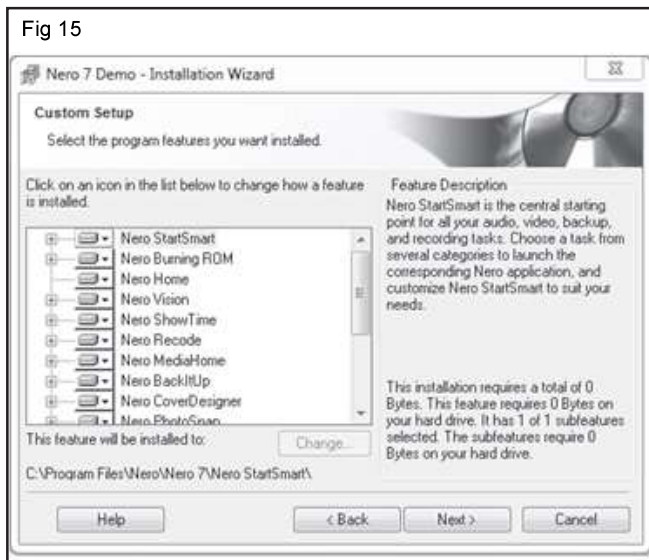 Fig 15
Nero 7 Demo - Installation Wizard
Custom Setup
Select the program features you want installed.
Click on an icon in the list below to change how a feature
is installed.
Nero StartSmart
Nero Burning ROM
Nero Home
Nero Vision
Nero ShowTime
Nero Recode
Nero MediaHome
Nero BackItUp
Nero CoverDesigner
Nero PhotoSnap
Feature Description
Nero StartSmart is the central starting
point for all your audio, video, backup,
and recording tasks. Choose a task from
several categories to launch the
corresponding Nero application, and
customize Nero StartSmart to suit your
needs.
This installation requires a total of 0
Bytes. This feature requires 0 Bytes on
your hard drive. It has 1 of 1 subfeatures
selected. The subfeatures require 0
Bytes on your hard drive.
This feature will be installed to:
Change...
C:\Program Files\Nero\Nero 7\Nero StartSmart\
Help
< Back
Next >
Cancel